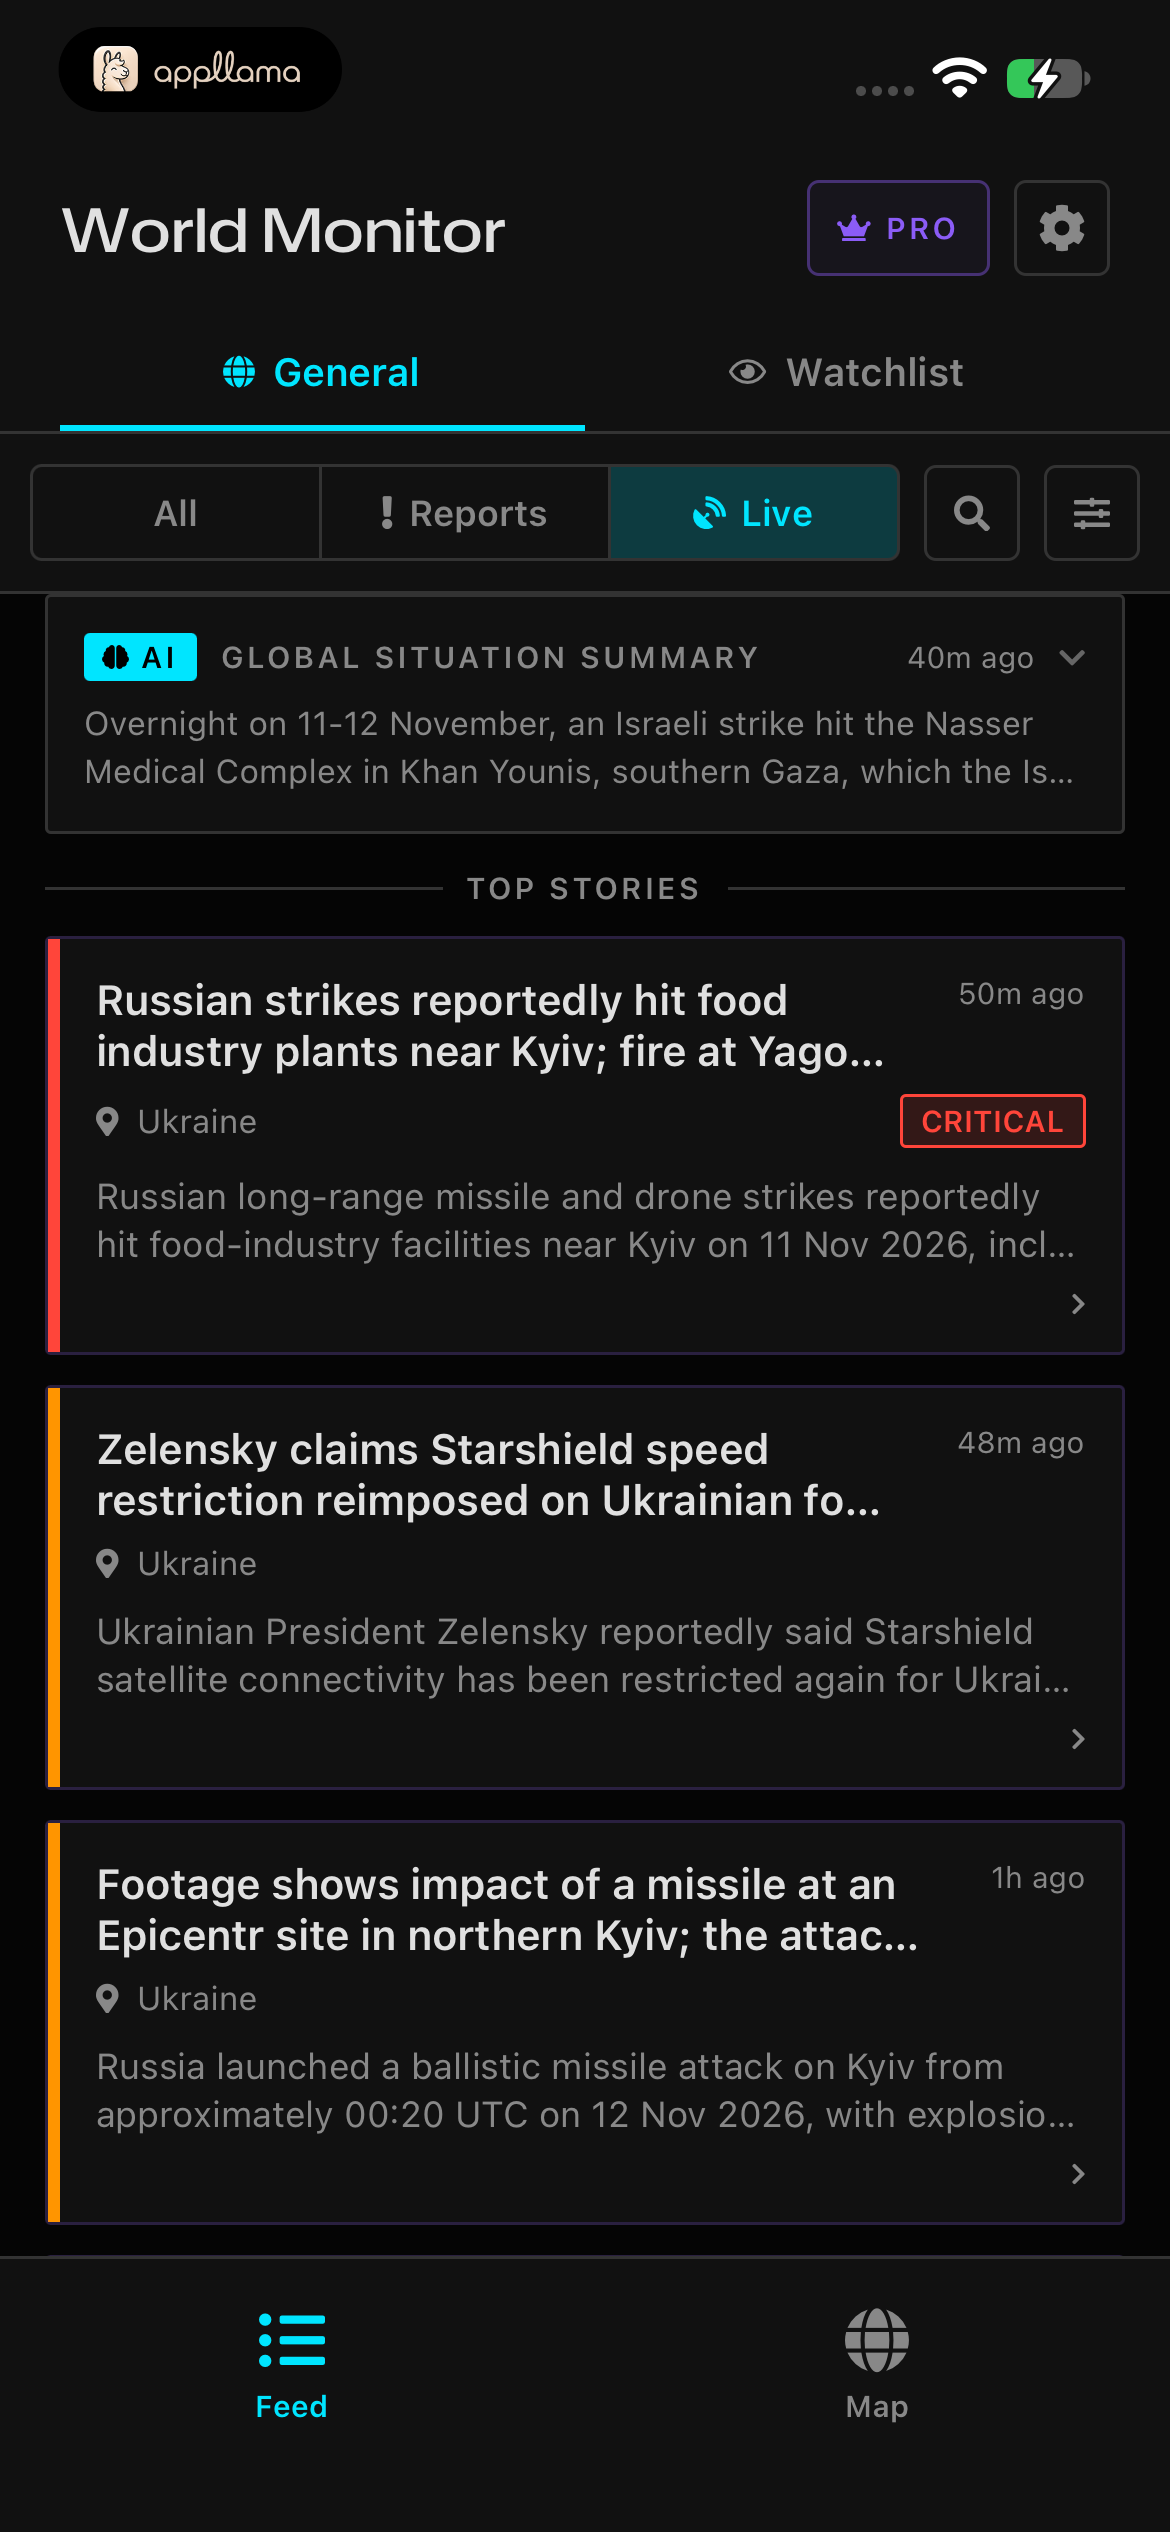 appllama
World Monitor
PRO
General
Watchlist
All
Reports
Live
AI
GLOBAL SITUATION SUMMARY
40m ago
Overnight on 11-12 November, an Israeli strike hit the Nasser
Medical Complex in Khan Younis, southern Gaza, which the Is...
TOP STORIES
Russian strikes reportedly hit food
industry plants near Kyiv; fire at Yago...
50m ago
Ukraine
CRITICAL
Russian long-range missile and drone strikes reportedly
hit food-industry facilities near Kyiv on 11 Nov 2026, incl...
Zelensky claims Starshield speed
restriction reimposed on Ukrainian fo...
48m ago
Ukraine
Ukrainian President Zelensky reportedly said Starshield
satellite connectivity has been restricted again for Ukrai...
Footage shows impact of a missile at an
Epicentr site in northern Kyiv; the attac...
1h ago
Ukraine
Russia launched a ballistic missile attack on Kyiv from
approximately 00:20 UTC on 12 Nov 2026, with explosio...
Feed
Map